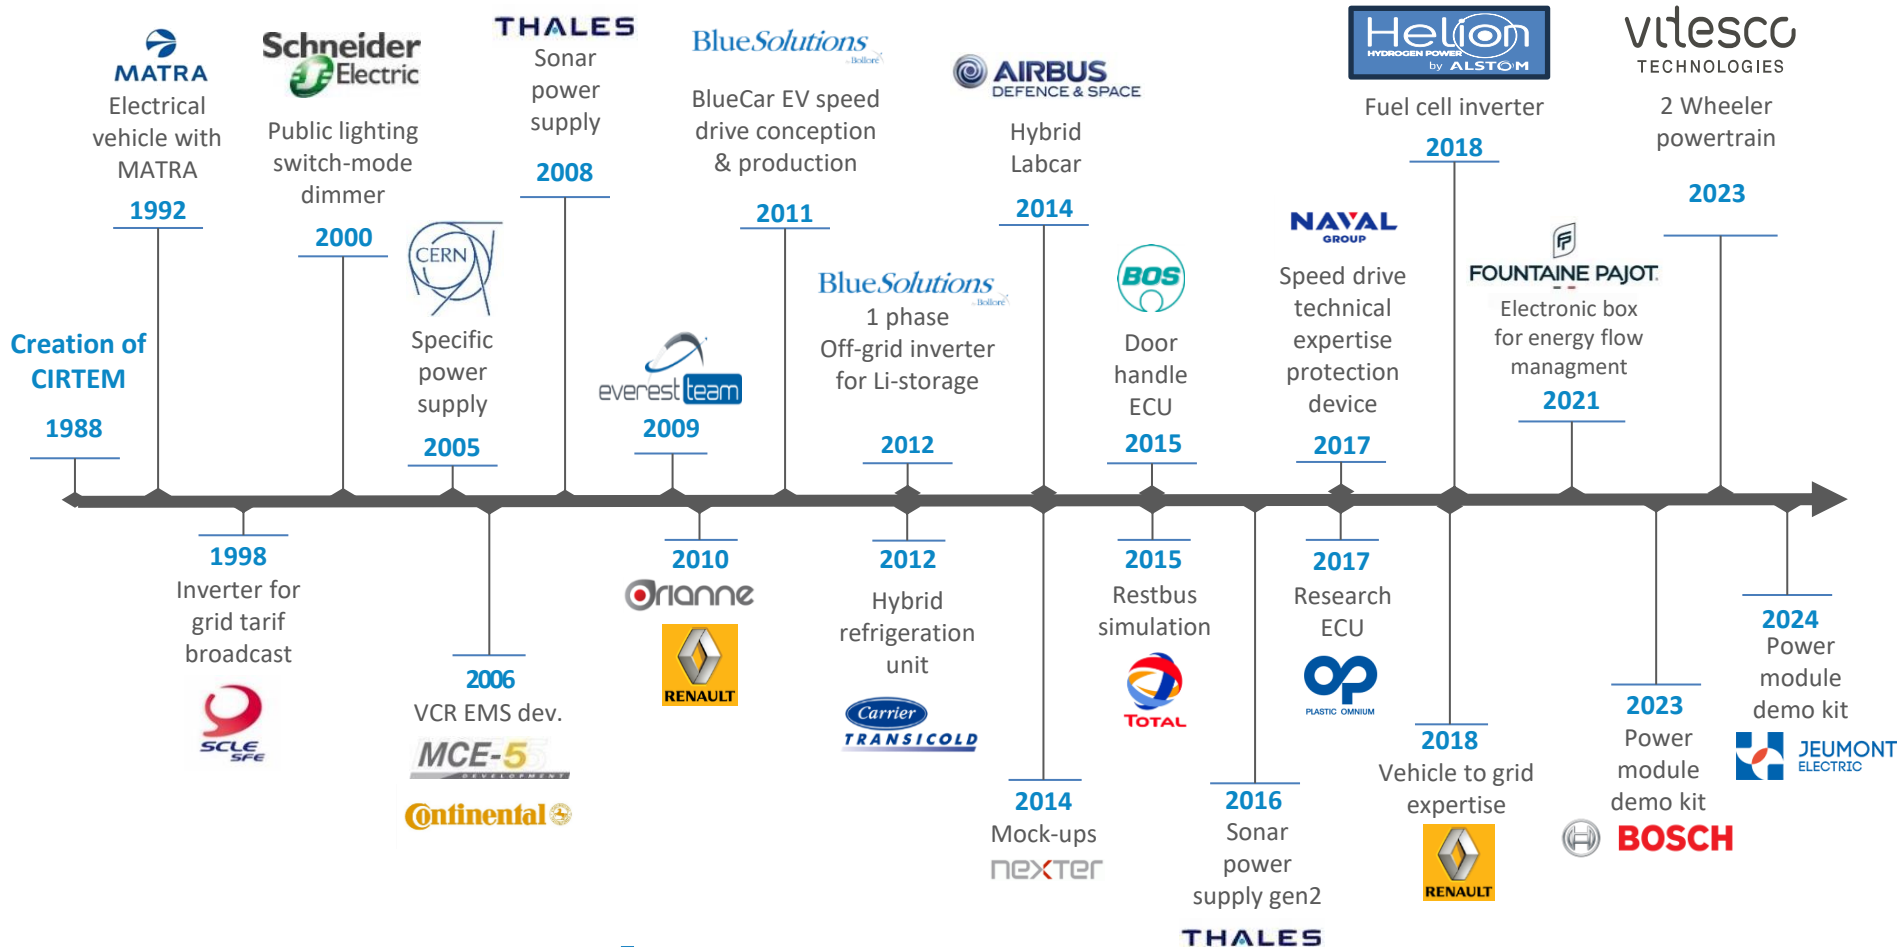 Creation of
CIRTEM
1988
MATRA
Electrical
vehicle with
MATRA
1992
Schneider
Electric
Public lighting
switch-mode
dimmer
2000
CERN
Specific
power
supply
2005
THALES
Sonar
power
supply
2008
everest team
2009
BlueSolutions
by Bolloré
BlueCar EV speed
drive conception
& production
2011
BlueSolutions
by Bolloré
1 phase
Off-grid inverter
for Li-storage
2012
AIRBUS
DEFENCE & SPACE
Hybrid
Labcar
2014
BOS
Door
handle
ECU
2015
NAVAL
GROUP
Speed drive
technical
expertise
protection
device
2017
Helion
HYDROGEN POWER
by ALSTOM
Fuel cell inverter
2018
FOUNTAINE PAJOT
Electronic box
for energy flow
managment
2021
vitesco
TECHNOLOGIES
2 Wheeler
powertrain
2023
1998
Inverter for
grid tarif
broadcast
SCLE
SFE
2006
VCR EMS dev.
MCE-5
DEVELOPMENT
Continental
2010
Orianne
RENAULT
2012
Hybrid
refrigeration
unit
Carrier
TRANSICOLD
2014
Mock-ups
nexter
2015
Restbus
simulation
TOTAL
2016
Sonar
power
supply gen2
THALES
2017
Research
ECU
PLASTIC OMNIUM
2018
Vehicle to grid
expertise
RENAULT
2023
Power
module
demo kit
BOSCH
2024
Power
module
demo kit
JEUMONT
ELECTRIC